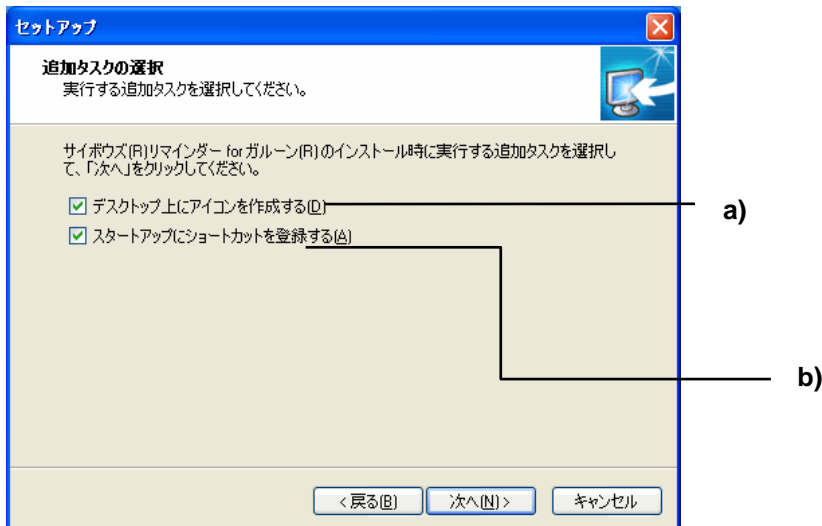 セットアップ
追加タスクの選択
実行する追加タスクを選択してください。
サイボウズ(R)リマインダー for ガルーン(R)のインストール時に実行する追加タスクを選択し
て、「次へ」をクリックしてください。
デスクトップ上にアイコンを作成する(D)
a)
スタートアップにショートカットを登録する(A)
b)
< 戻る(B)
次へ(N) >
キャンセル